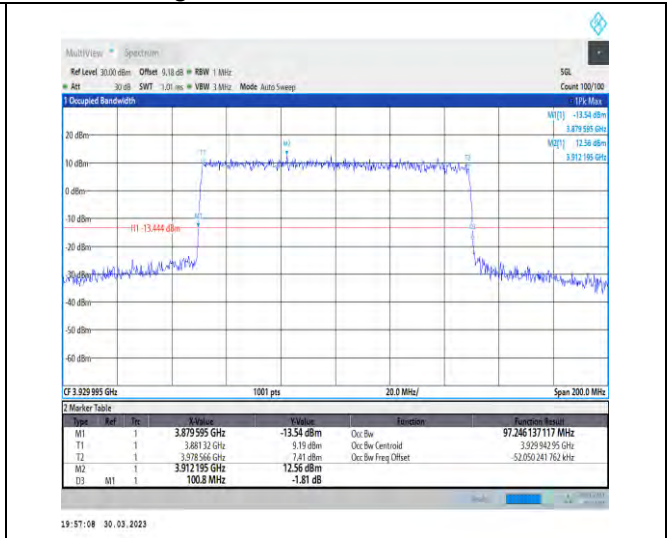 MultiView Spectrum
Ref Level 30.00 dBm Offset 9.18 dB RBW 1 MHz SGL
Att 30 dB SWT 1.01 ms VBW 3 MHz Mode Auto Sweep Count 100/100
1 Occupied Bandwidth 1Pk Max
M1[1] -13.54 dBm
3.879 595 GHz
M2[1] 12.56 dBm
3.912 195 GHz
20 dBm
M2
T1
T2
10 dBm
0 dBm
-10 dBm
M1
H1 -13.444 dBm
D3
-20 dBm
-30 dBm
-40 dBm
-50 dBm
-60 dBm
CF 3.929 995 GHz 1001 pts 20.0 MHz/ Span 200.0 MHz
2 Marker Table
Type Ref Trc X-Value Y-Value Function Function Result
M1 1 3.879 595 GHz -13.54 dBm Occ Bw 97.246 137 117 MHz
T1 1 3.881 32 GHz 9.19 dBm Occ Bw Centroid 3.929 942 95 GHz
T2 1 3.978 566 GHz 7.41 dBm Occ Bw Freq Offset -52.050 241 762 kHz
M2 1 3.912 195 GHz 12.56 dBm
D3 M1 1 100.8 MHz -1.81 dB
19:57:08 30.03.2023